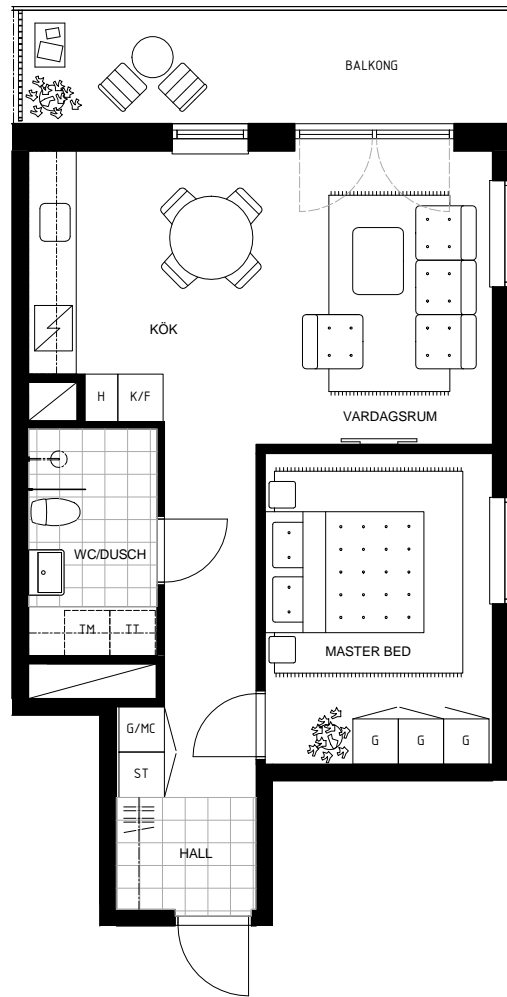 BALKONG
KÖK
H
K/F
VARDAGSRUM
WC/DUSCH
TM
TT
MASTER BED
G/MC
ST
G
G
G
HALL